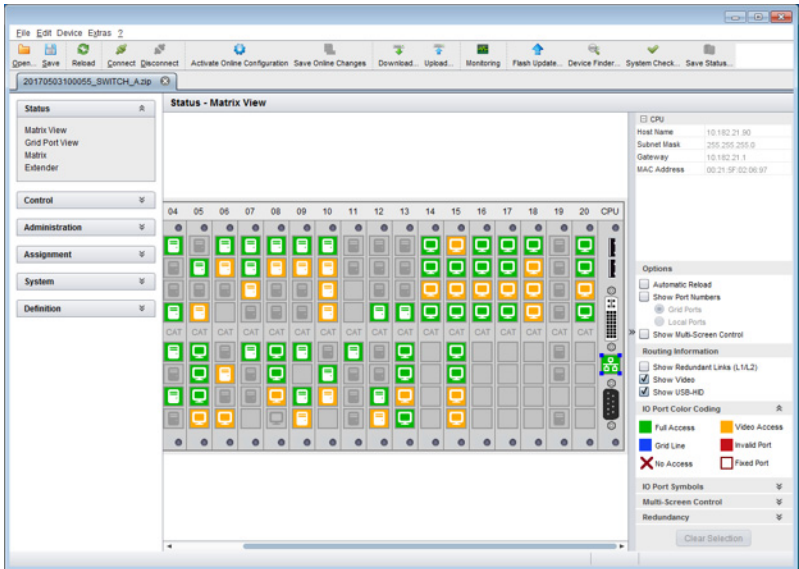 File Edit Device Extras ?
Open... Save Reload Connect Disconnect Activate Online Configuration Save Online Changes Download... Upload... Monitoring Flash Update... Device Finder... System Check... Save Status...
20170503100055_SWITCH_A.zip
Status
Matrix View
Grid Port View
Matrix
Extender
Control
Administration
Assignment
System
Definition
Status - Matrix View
04 05 06 07 08 09 10 11 12 13 14 15 16 17 18 19 20 CPU
CAT CAT CAT CAT CAT CAT CAT CAT CAT CAT CAT CAT CAT CAT CAT CAT CAT
CPU
Host Name 10.182.21.90
Subnet Mask 255.255.255.0
Gateway 10.182.21.1
MAC Address 00:21:5F:02:06:97
Options
Automatic Reload
Show Port Numbers
Grid Ports
Local Ports
Show Multi-Screen Control
Routing Information
Show Redundant Links (L1/L2)
Show Video
Show USB-HID
IO Port Color Coding
Full Access Video Access
Grid Line Invalid Port
No Access Fixed Port
IO Port Symbols
Multi-Screen Control
Redundancy
Clear Selection